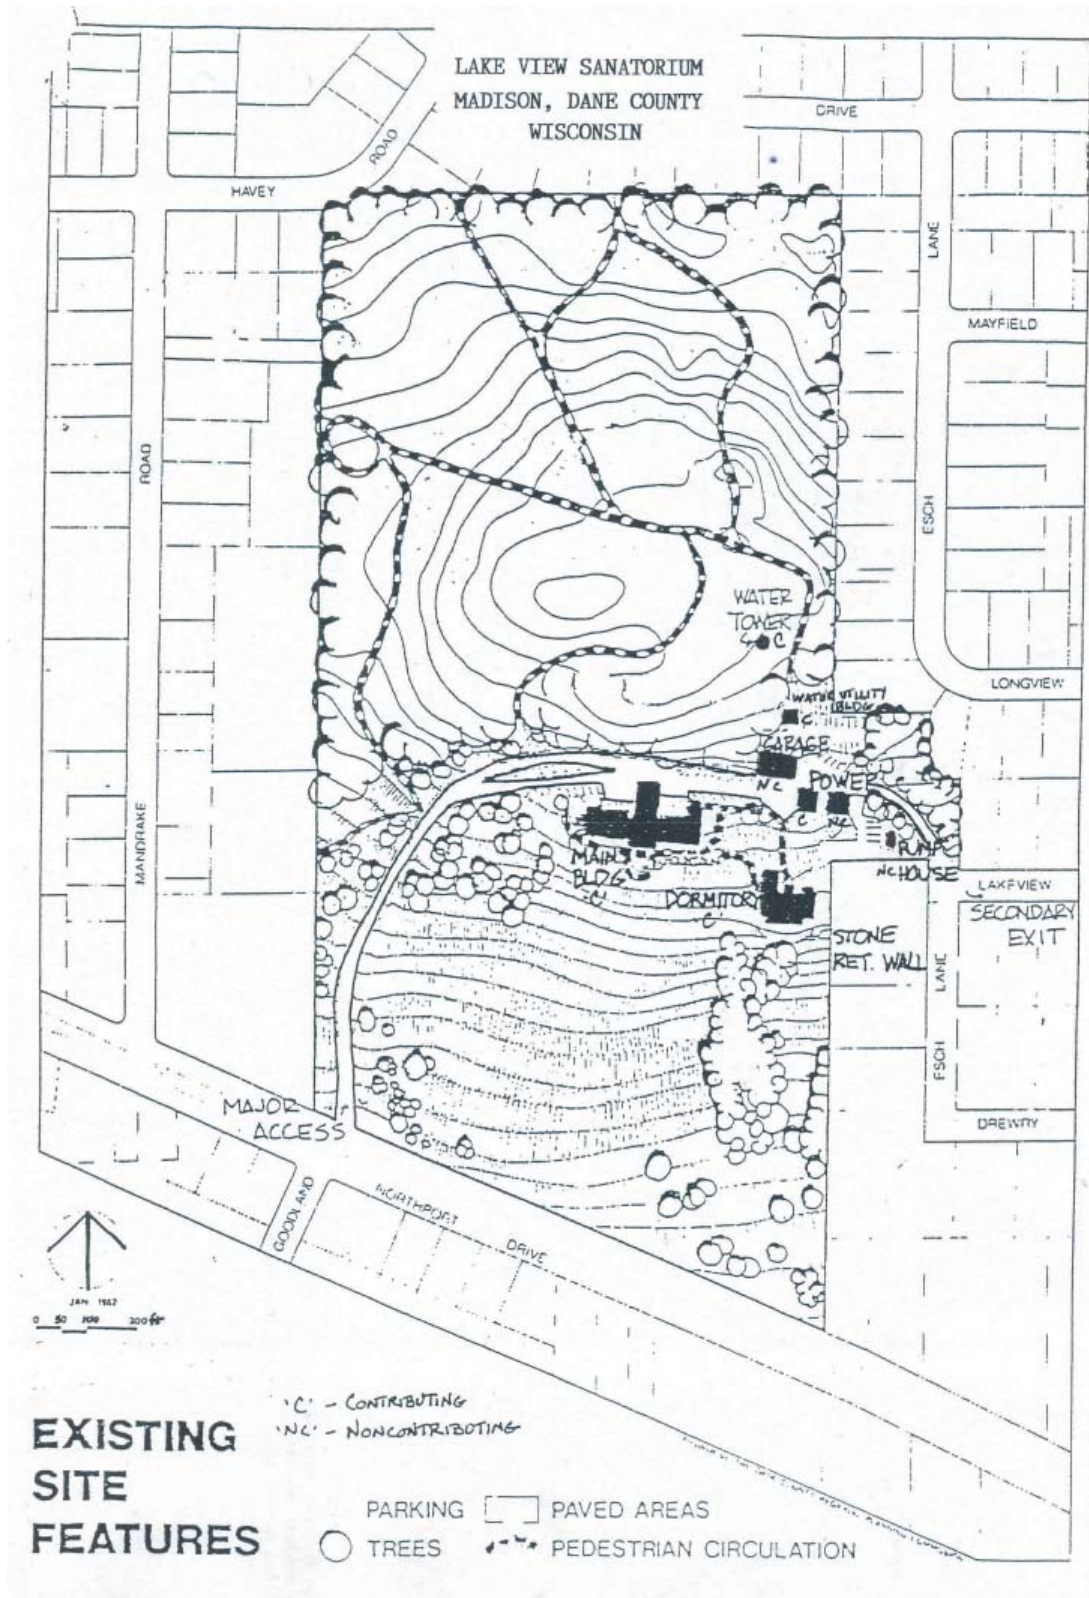 LAKE VIEW SANATORIUM
MADISON, DANE COUNTY
WISCONSIN
DRIVE
ROAD
HAVEY
LANE
MAYFIELD
ROAD
ESCH
WATER
TOWER
C
LONGVIEW
WATER UTILITY
BLDG
C
GARAGE
NC
POWER
C
NC
MANDRAKE
MAIN
BLDG
C
PUMP
HOUSE
NC
DORMITORY
C
LAKEVIEW
SECONDARY
EXIT
STONE
RET. WALL
LANE
ESCH
MAJOR
ACCESS
DREWRY
GOODLAND
NORTHPORT
DRIVE
0 50 100 200 ft
'C' - CONTRIBUTING
'NC' - NONCONTRIBUTING
EXISTING
SITE
FEATURES
PARKING
PAVED AREAS
TREES
PEDESTRIAN CIRCULATION